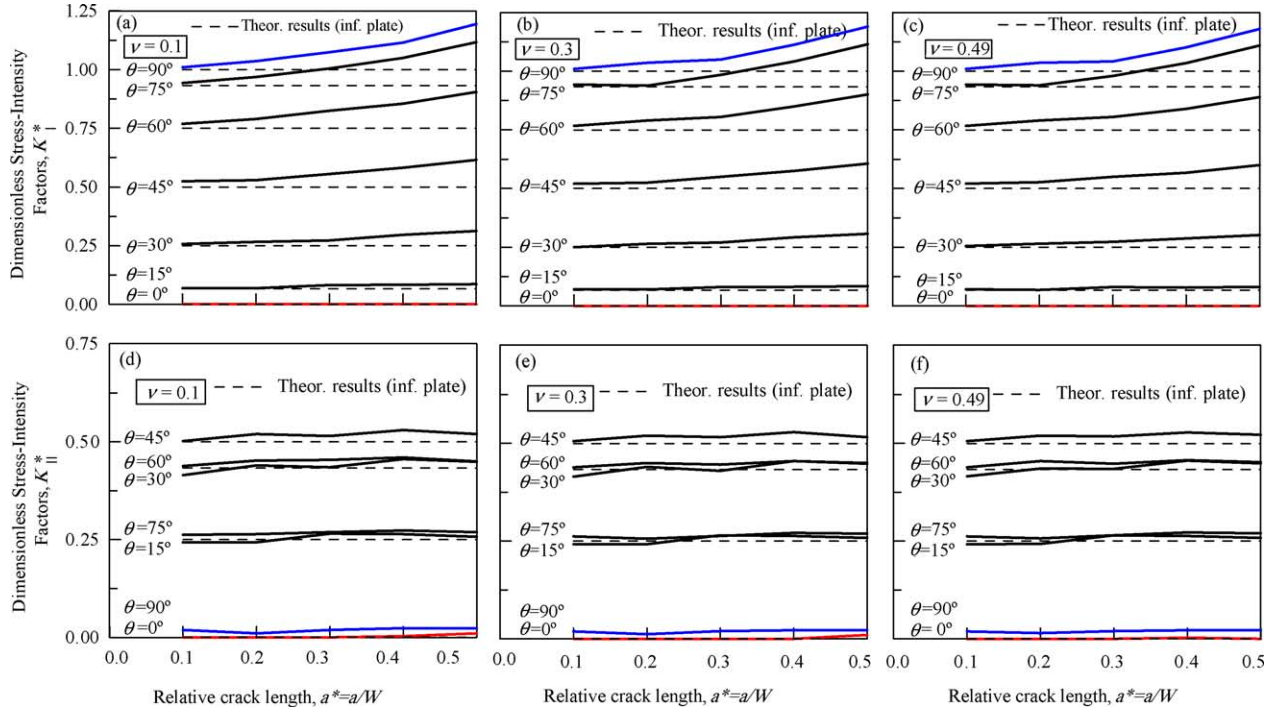 Dimensionless Stress-Intensity
Factors, K*I
1.25
1.00
0.75
0.50
0.25
0.00
(a)
Theor. results (inf. plate)
ν = 0.1
θ=90º
θ=75º
θ=60º
θ=45º
θ=30º
θ=15º
θ= 0º
(b)
Theor. results (inf. plate)
ν = 0.3
θ=90º
θ=75º
θ=60º
θ=45º
θ=30º
θ=15º
θ=0º
(c)
Theor. results (inf. plate)
ν = 0.49
θ=90º
θ=75º
θ=60º
θ=45º
θ=30º
θ=15º
θ=0º
Dimensionless Stress-Intensity
Factors, K*II
0.75
0.50
0.25
0.00
(d)
ν = 0.1
Theor. results (inf. plate)
θ=45º
θ=60º
θ=30º
θ=75º
θ=15º
θ=90º
θ=0º
0.0 0.1 0.2 0.3 0.4 0.5
Relative crack length, a*=a/W
(e)
ν = 0.3
Theor. results (inf. plate)
θ=45º
θ=60º
θ=30º
θ=75º
θ=15º
θ=90º
θ=0º
0.0 0.1 0.2 0.3 0.4 0.5
Relative crack length, a*=a/W
(f)
ν = 0.49
Theor. results (inf. plate)
θ=45º
θ=60º
θ=30º
θ=75º
θ=15º
θ=90º
θ= 0º
0.0 0.1 0.2 0.3 0.4 0.5
Relative crack length, a*=a/W